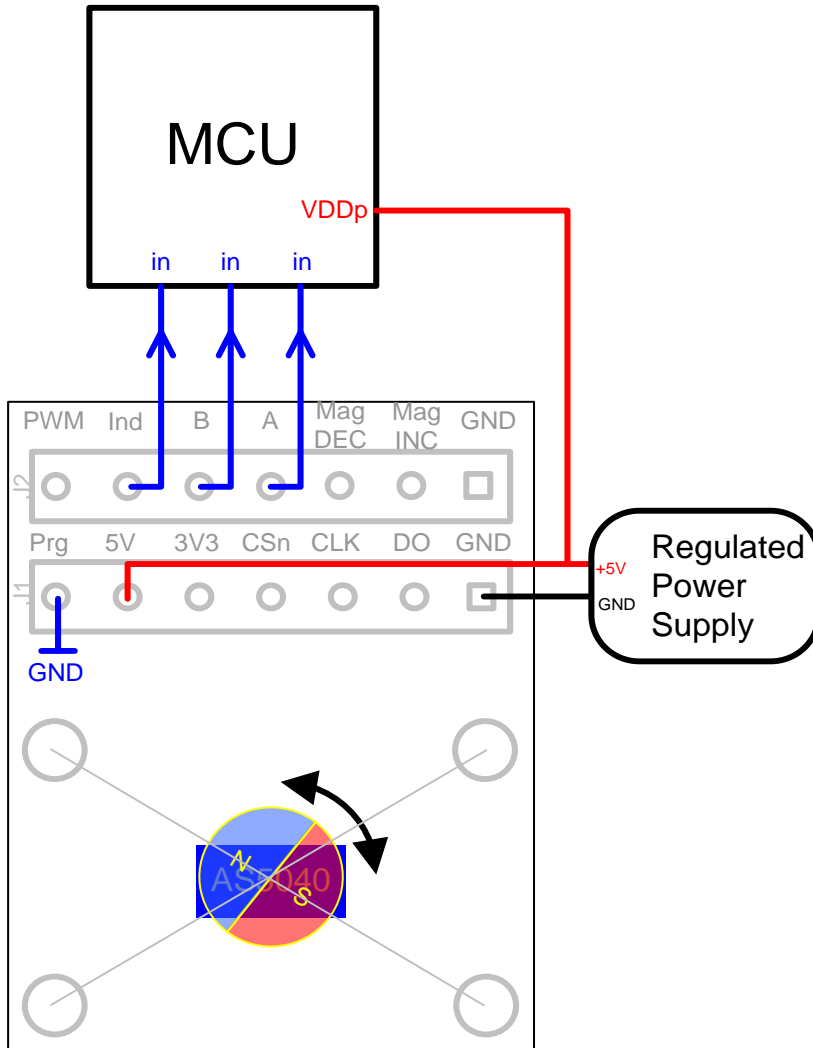 MCU
VDDp
in in in
PWM Ind B A Mag DEC Mag INC GND
J2
Prg 5V 3V3 CSn CLK DO GND
J1
GND
+5V
GND
Regulated
Power
Supply
N
AS5040
S